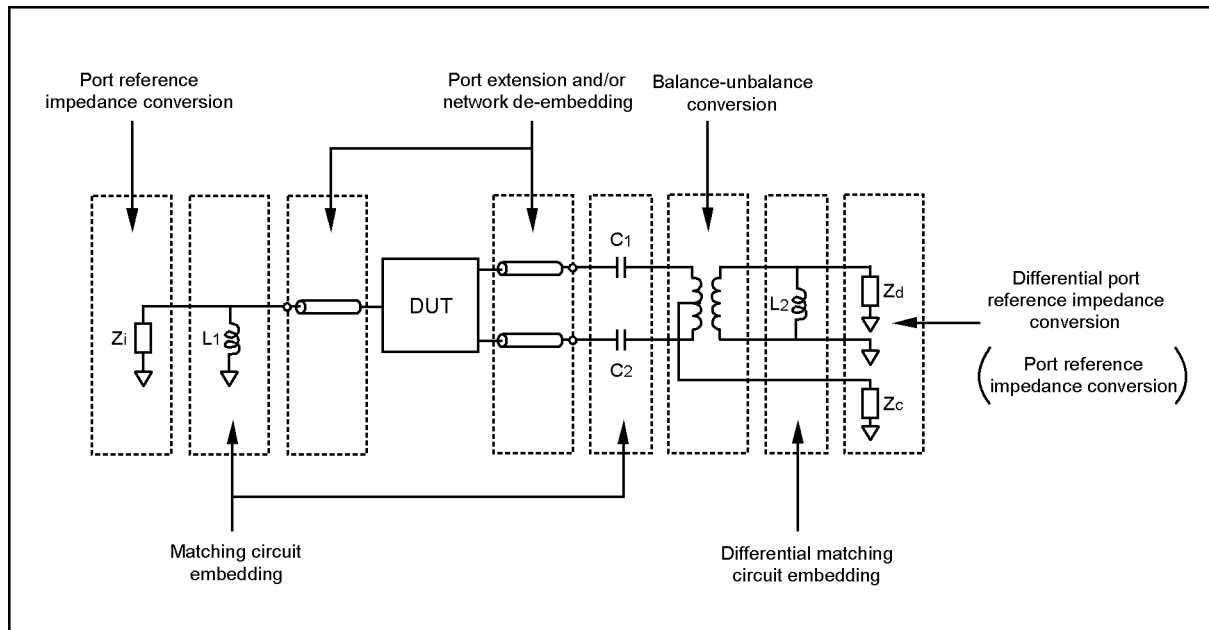 Port reference
impedance conversion
Port extension and/or
network de-embedding
Balance-unbalance
conversion
C1
DUT
Zi
L1
C2
L2
Zd
Zc
Differential port
reference impedance
conversion
(Port reference
impedance conversion)
Matching circuit
embedding
Differential matching
circuit embedding